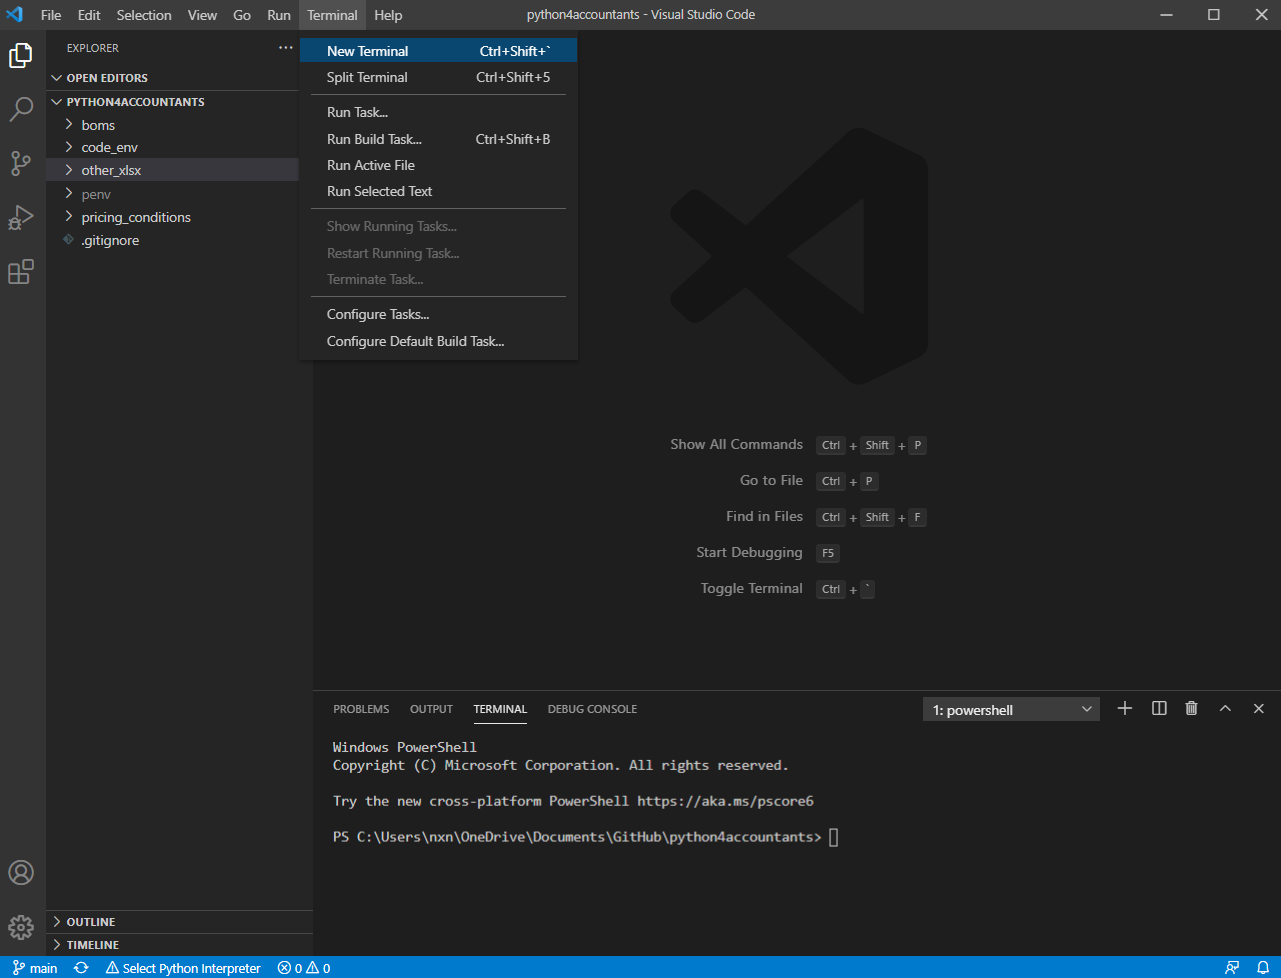 File Edit Selection View Go Run Terminal Help python4accountants - Visual Studio Code
EXPLORER ...
OPEN EDITORS
PYTHON4ACCOUNTANTS
boms
code_env
other_xlsx
penv
pricing_conditions
.gitignore
New Terminal Ctrl+Shift+`
Split Terminal Ctrl+Shift+5
Run Task...
Run Build Task... Ctrl+Shift+B
Run Active File
Run Selected Text
Show Running Tasks...
Restart Running Task...
Terminate Task...
Configure Tasks...
Configure Default Build Task...
Show All Commands Ctrl + Shift + P
Go to File Ctrl + P
Find in Files Ctrl + Shift + F
Start Debugging F5
Toggle Terminal Ctrl + `
PROBLEMS OUTPUT TERMINAL DEBUG CONSOLE 1: powershell
Windows PowerShell
Copyright (C) Microsoft Corporation. All rights reserved.
Try the new cross-platform PowerShell https://aka.ms/pscore6
PS C:\Users\nxn\OneDrive\Documents\GitHub\python4accountants>
OUTLINE
TIMELINE
main Select Python Interpreter 0 0